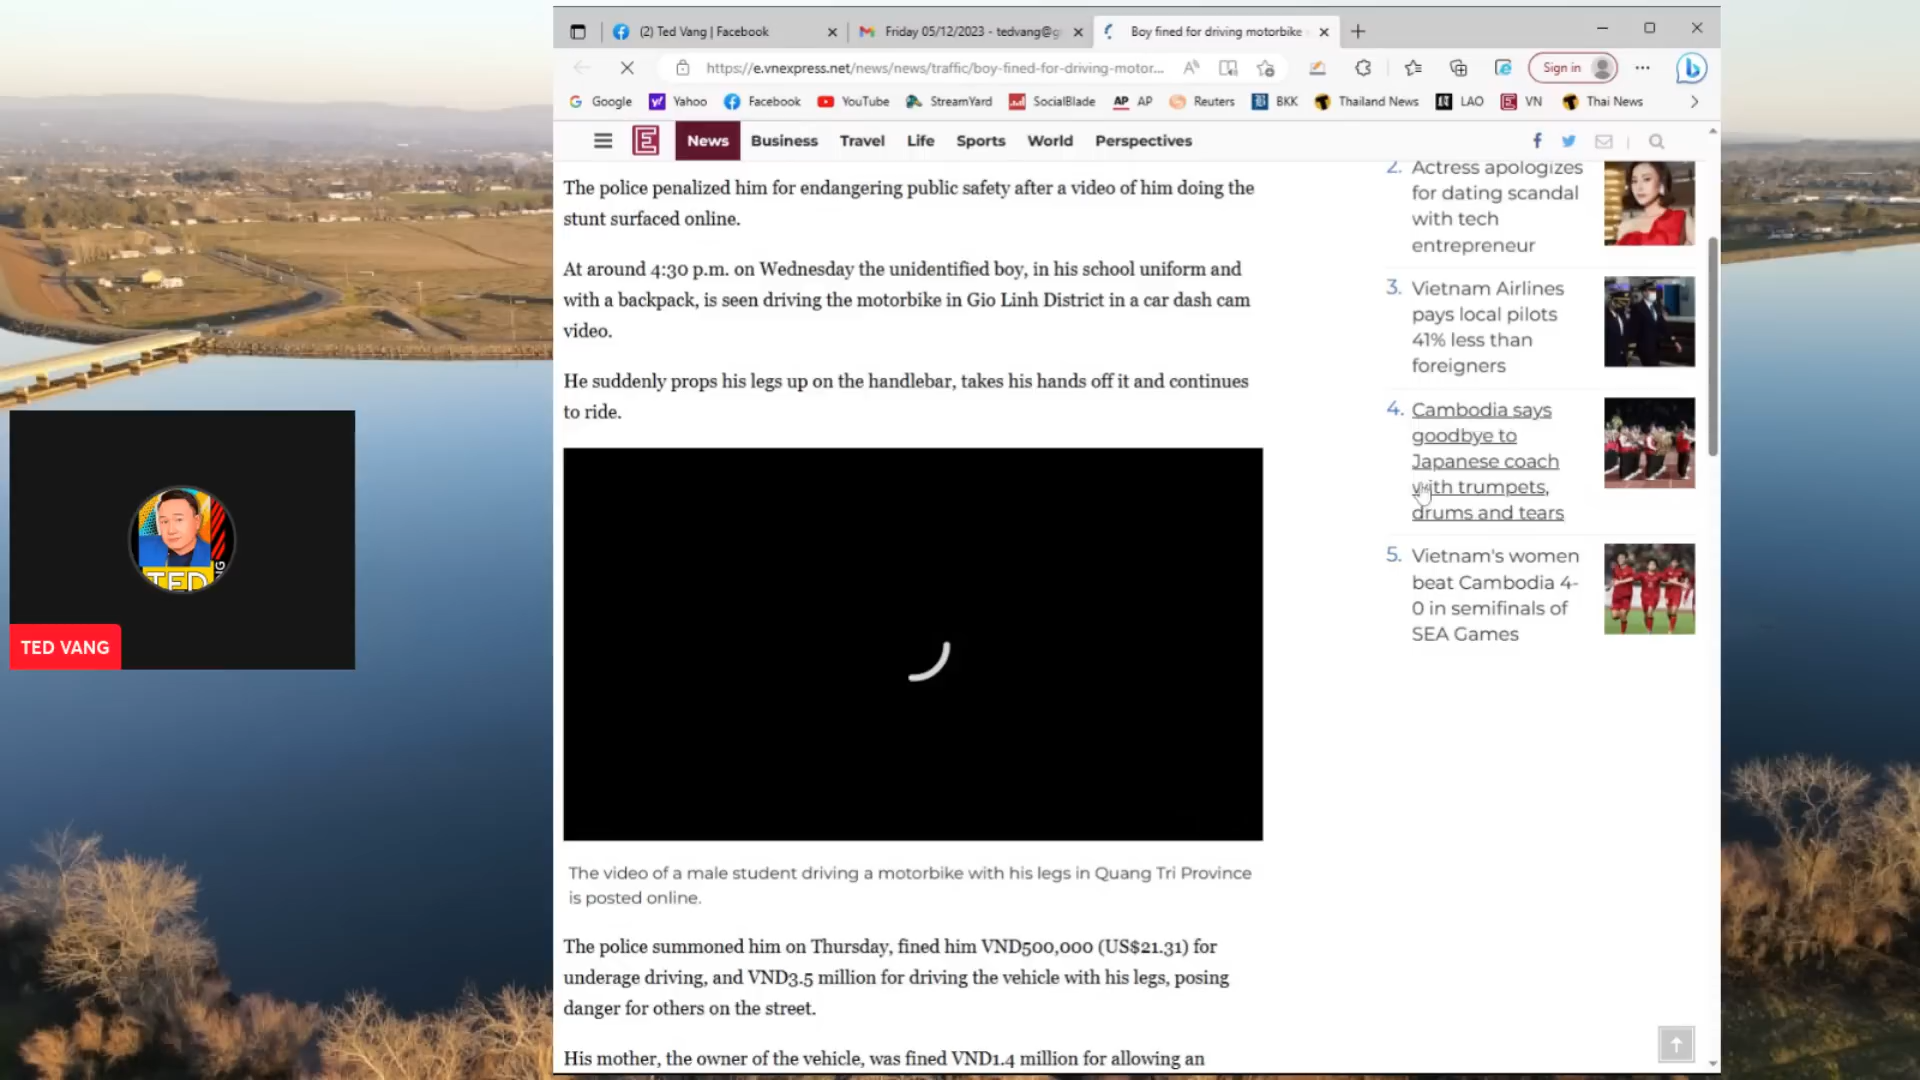 (2) Ted Vang | Facebook
Friday 05/12/2023 - tedvang@g
Boy fined for driving motorbike
https://e.vnexpress.net/news/news/traffic/boy-fined-for-driving-motor...
Sign in
Google
Yahoo
Facebook
YouTube
StreamYard
SocialBlade
AP AP
Reuters
BKK
Thailand News
LAO
VN
Thai News
E
News
Business
Travel
Life
Sports
World
Perspectives
The police penalized him for endangering public safety after a video of him doing the
stunt surfaced online.
At around 4:30 p.m. on Wednesday the unidentified boy, in his school uniform and
with a backpack, is seen driving the motorbike in Gio Linh District in a car dash cam
video.
He suddenly props his legs up on the handlebar, takes his hands off it and continues
to ride.
The video of a male student driving a motorbike with his legs in Quang Tri Province
is posted online.
The police summoned him on Thursday, fined him VND500,000 (US$21.31) for
underage driving, and VND3.5 million for driving the vehicle with his legs, posing
danger for others on the street.
His mother, the owner of the vehicle, was fined VND1.4 million for allowing an
2. Actress apologizes
for dating scandal
with tech
entrepreneur
3. Vietnam Airlines
pays local pilots
41% less than
foreigners
4. Cambodia says
goodbye to
Japanese coach
with trumpets,
drums and tears
5. Vietnam's women
beat Cambodia 4-
0 in semifinals of
SEA Games
TED
TED VANG